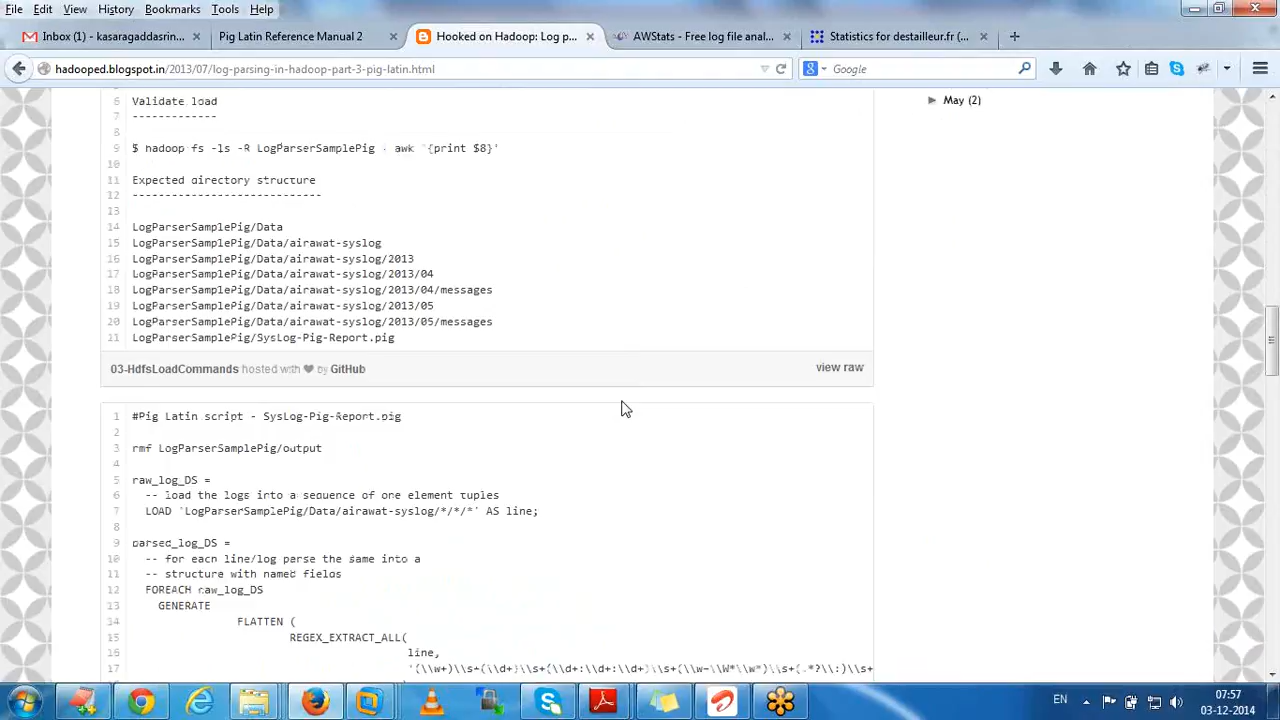 File Edit View History Bookmarks Tools Help
Inbox (1) - kasaragaddasrin... × Pig Latin Reference Manual 2 × Hooked on Hadoop: Log p... × AWStats - Free log file anal... × Statistics for destailleur.fr (... ×
hadooped.blogspot.in/2013/07/log-parsing-in-hadoop-part-3-pig-latin.html Google
6 Validate load May (2)
7 -------------
8
9 $ hadoop fs -ls -R LogParserSamplePig awk '{print $8}'
10
11 Expected directory structure
12 -----------------------------
13
14 LogParserSamplePig/Data
15 LogParserSamplePig/Data/airawat-syslog
16 LogParserSamplePig/Data/airawat-syslog/2013
17 LogParserSamplePig/Data/airawat-syslog/2013/04
18 LogParserSamplePig/Data/airawat-syslog/2013/04/messages
19 LogParserSamplePig/Data/airawat-syslog/2013/05
20 LogParserSamplePig/Data/airawat-syslog/2013/05/messages
LogParserSamplePig/SysLog-Pig-Report.pig
03-HdfsLoadCommands hosted with ❤ by GitHub view raw
1 #Pig Latin script - SysLog-Pig-Report.pig
2
3 rmf LogParserSamplePig/output
4
5 raw_log_DS =
6 -- load the logs into a sequence of one element tuples
7 LOAD 'LogParserSamplePig/Data/airawat-syslog/*/*/*' AS line;
8
9 parsed_log_DS =
10 -- for each line/log parse the same into a
11 -- structure with named fields
12 FOREACH raw_log_DS
13 GENERATE
FLATTEN (
15 REGEX_EXTRACT_ALL(
16 line,
17
EN 07:57
03-12-2014